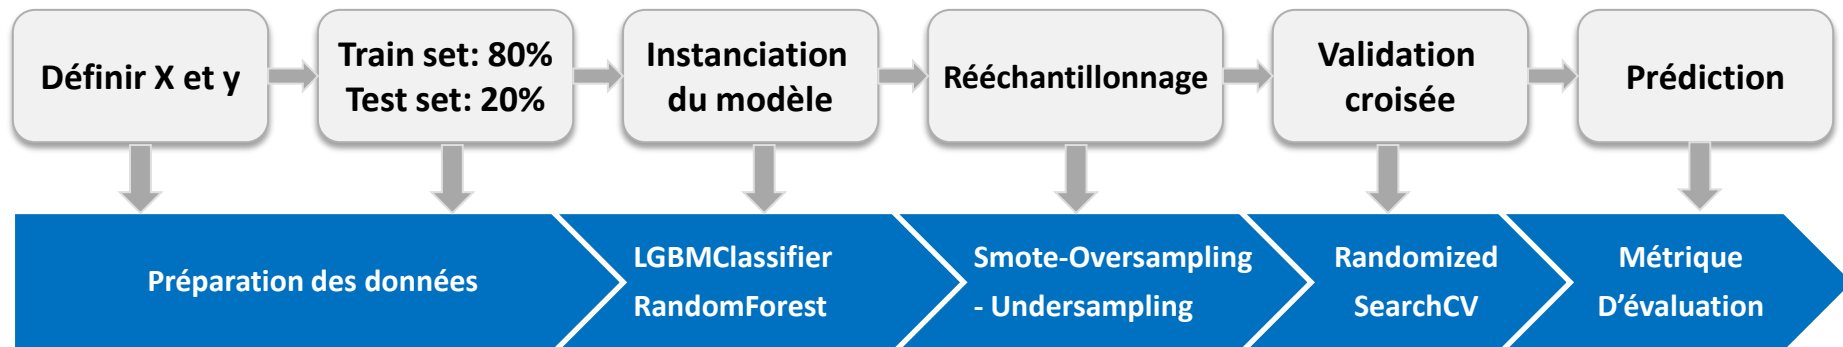 Définir X et y
Train set: 80%
Test set: 20%
Instanciation
du modèle
Rééchantillonnage
Validation
croisée
Prédiction
Préparation des données
LGBMClassifier
RandomForest
Smote-Oversampling
- Undersampling
Randomized
SearchCV
Métrique
D’évaluation